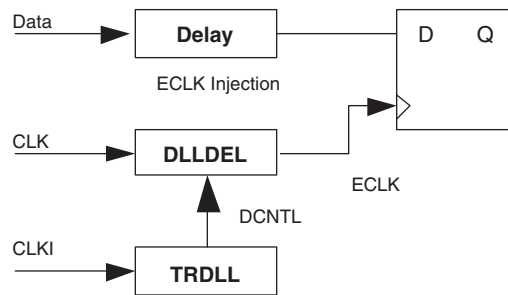 Data
Delay
D Q
ECLK Injection
CLK
DLLDEL
ECLK
DCNTL
CLKI
TRDLL